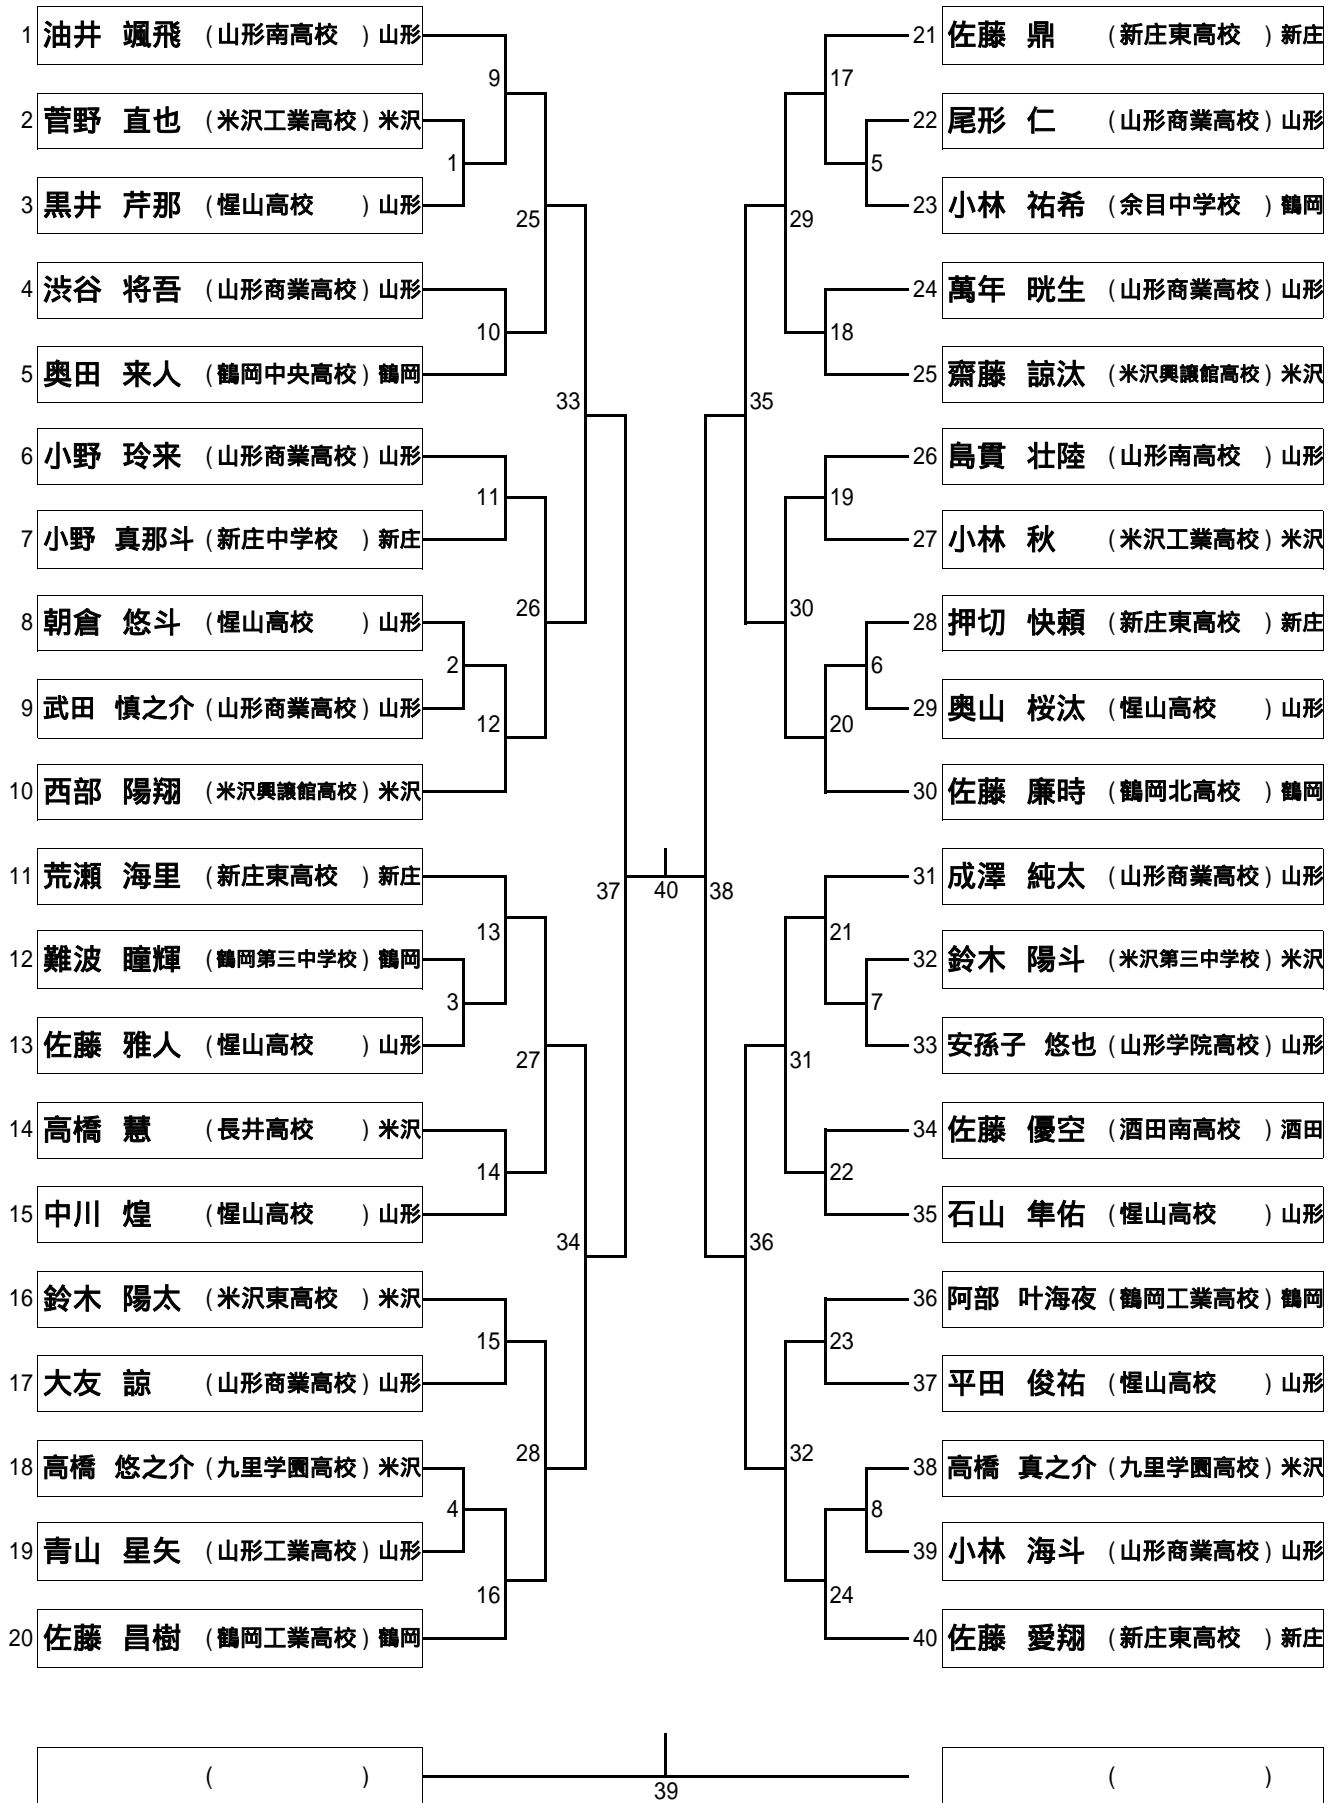 1 油井 颯飛 (山形南高校) 山形
2 菅野 直也 (米沢工業高校) 米沢
3 黒井 芹那 (惺山高校) 山形
4 渋谷 将吾 (山形商業高校) 山形
5 奥田 来人 (鶴岡中央高校) 鶴岡
6 小野 玲来 (山形商業高校) 山形
7 小野 真那斗 (新庄中学校) 新庄
8 朝倉 悠斗 (惺山高校) 山形
9 武田 慎之介 (山形商業高校) 山形
10 西部 陽翔 (米沢興譲館高校) 米沢
11 荒瀬 海里 (新庄東高校) 新庄
12 難波 瞳輝 (鶴岡第三中学校) 鶴岡
13 佐藤 雅人 (惺山高校) 山形
14 高橋 慧 (長井高校) 米沢
15 中川 煌 (惺山高校) 山形
16 鈴木 陽太 (米沢東高校) 米沢
17 大友 諒 (山形商業高校) 山形
18 高橋 悠之介 (九里学園高校) 米沢
19 青山 星矢 (山形工業高校) 山形
20 佐藤 昌樹 (鶴岡工業高校) 鶴岡
1
2
3
4
9
10
11
12
13
14
15
16
25
26
27
28
33
34
37
40
38
35
36
29
30
31
32
17
18
19
20
21
22
23
24
5
6
7
8
21 佐藤 鼎 (新庄東高校) 新庄
22 尾形 仁 (山形商業高校) 山形
23 小林 祐希 (余目中学校) 鶴岡
24 萬年 晄生 (山形商業高校) 山形
25 齋藤 諒汰 (米沢興譲館高校) 米沢
26 島貫 壮陸 (山形南高校) 山形
27 小林 秋 (米沢工業高校) 米沢
28 押切 快頼 (新庄東高校) 新庄
29 奥山 桜汰 (惺山高校) 山形
30 佐藤 廉時 (鶴岡北高校) 鶴岡
31 成澤 純太 (山形商業高校) 山形
32 鈴木 陽斗 (米沢第三中学校) 米沢
33 安孫子 悠也 (山形学院高校) 山形
34 佐藤 優空 (酒田南高校) 酒田
35 石山 隼佑 (惺山高校) 山形
36 阿部 叶海夜 (鶴岡工業高校) 鶴岡
37 平田 俊祐 (惺山高校) 山形
38 高橋 真之介 (九里学園高校) 米沢
39 小林 海斗 (山形商業高校) 山形
40 佐藤 愛翔 (新庄東高校) 新庄
( )
39
( )